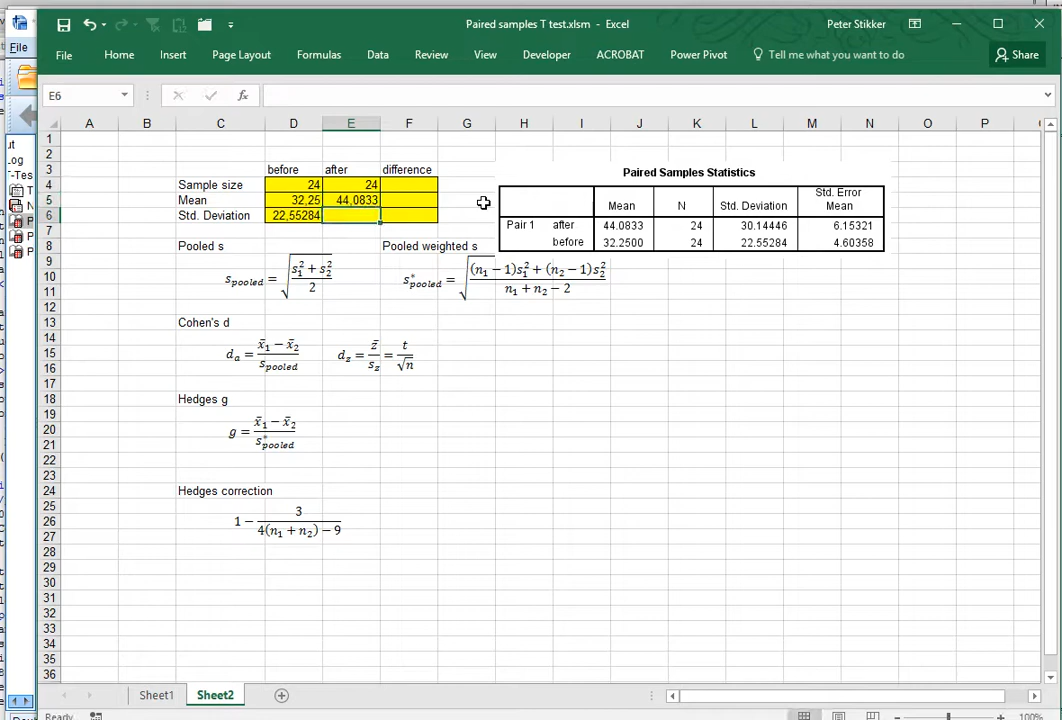 Paired samples T test.xlsm - Excel
Peter Stikker
File
File Home Insert Page Layout Formulas Data Review View Developer ACROBAT Power Pivot Tell me what you want to do Share
E6 fx
A B C D E F G H I J K L M N O P
1
2
3 before after difference
Paired Samples Statistics
4 Sample size 24 24
5 Mean 32,25 44,0833
6 Std. Deviation 22,55284
Mean N Std. Deviation Std. Error Mean
Pair 1 after 44.0833 24 30.14446 6.15321
before 32.2500 24 22.55284 4.60358
7
8 Pooled s Pooled weighted s
9
10 s_pooled = √((s₁² + s₂²)/2) s*_pooled = √(((n₁ − 1)s₁² + (n₂ − 1)s₂²)/(n₁ + n₂ − 2))
11
12
13 Cohen's d
14
15 d_a = (x̄₁ − x̄₂)/s_pooled d_z = z̄/s_z = t/√n
16
17
18 Hedges g
19
20 g = (x̄₁ − x̄₂)/s*_pooled
21
22
23
24 Hedges correction
25
26 1 − 3/(4(n₁ + n₂) − 9)
27
28
29
30
31
32
33
34
35
36
Sheet1 Sheet2
Ready 100%